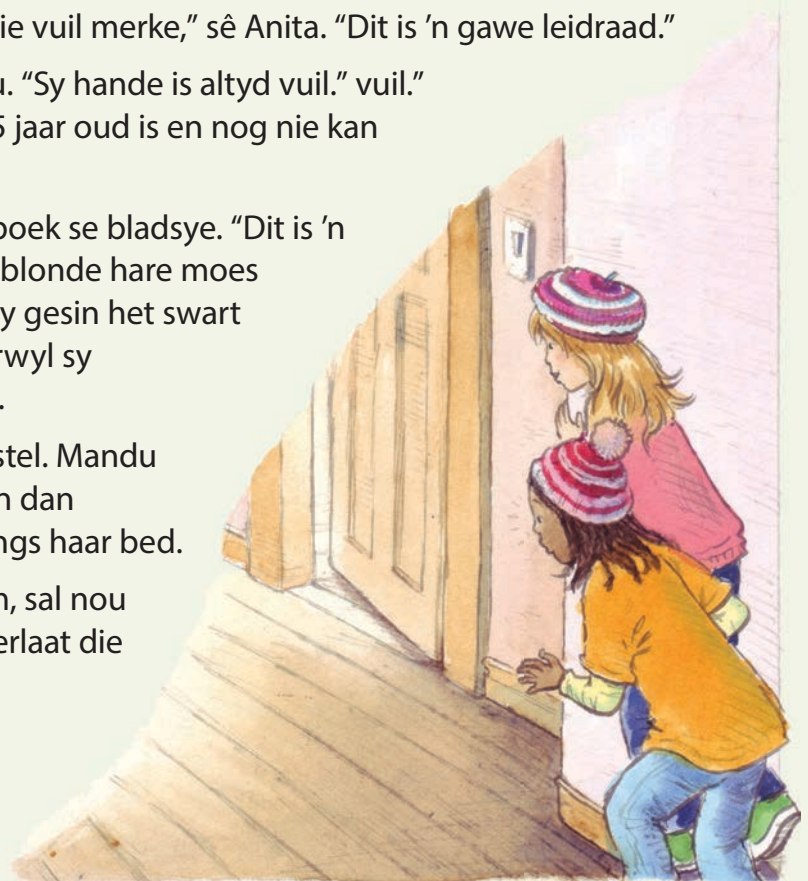 ie vuil merke,” sê Anita. “Dit is ’n gawe leidraad.”
u. “Sy hande is altyd vuil.” vuil.”
5 jaar oud is en nog nie kan
boek se bladsye. “Dit is ’n
blonde hare moes
y gesin het swart
rwyl sy
.
stel. Mandu
n dan
ngs haar bed.
n, sal nou
erlaat die